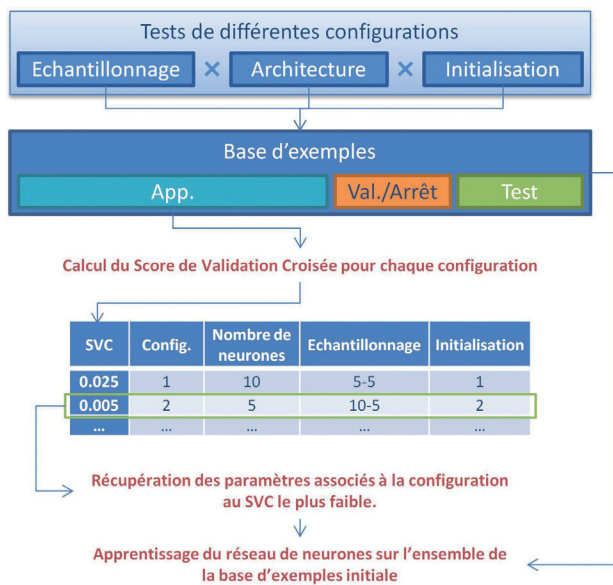 Tests de différentes configurations
Echantillonnage × Architecture × Initialisation
Base d'exemples
App. Val./Arrêt Test
Calcul du Score de Validation Croisée pour chaque configuration
SVC Config. Nombre de neurones Echantillonnage Initialisation
0.025 1 10 5-5 1
0.005 2 5 10-5 2
... ... ... ... ...
Récupération des paramètres associés à la configuration
au SVC le plus faible.
Apprentissage du réseau de neurones sur l'ensemble de
la base d'exemples initiale